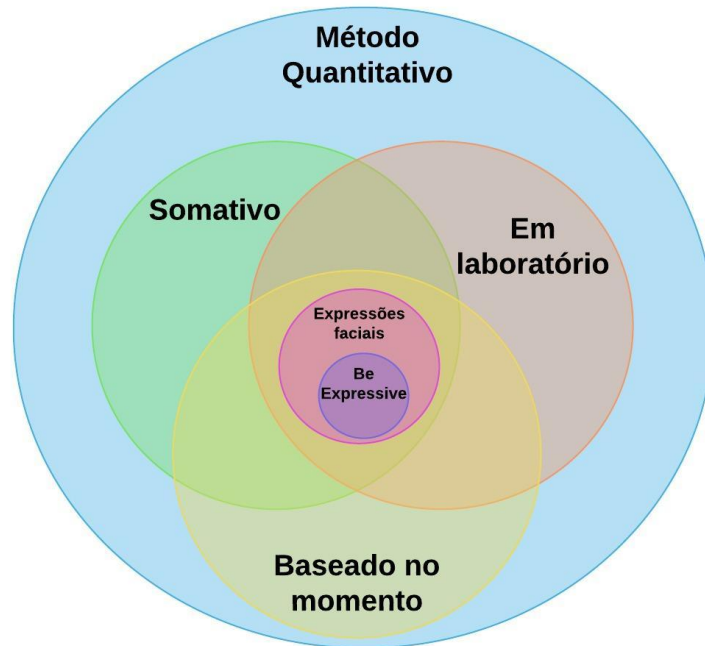 Método
Quantitativo
Somativo
Em
laboratório
Expressões
faciais
Be
Expressive
Baseado no
momento